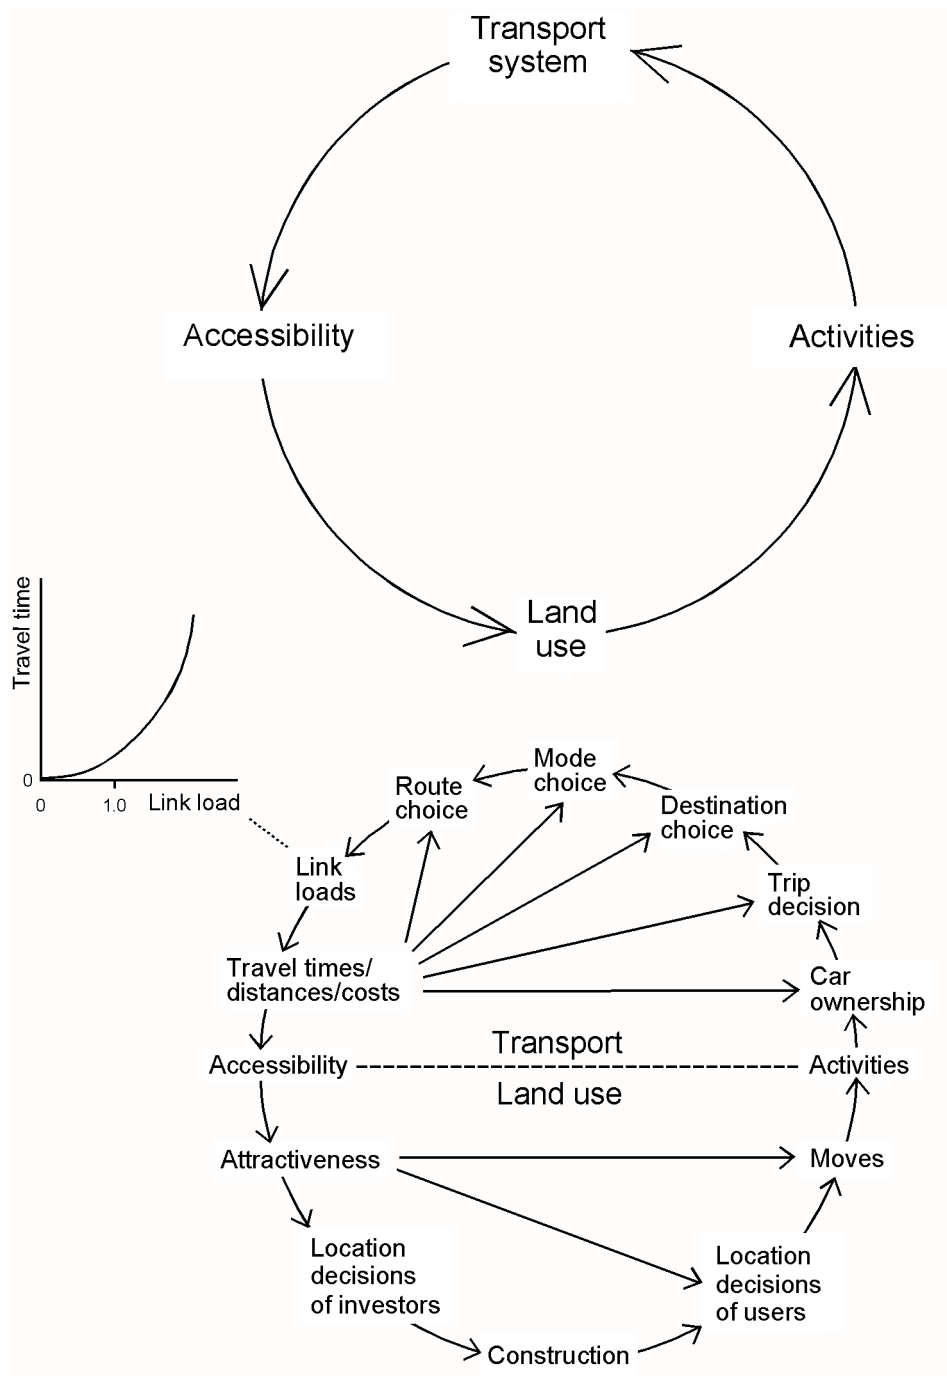 Transport
system
Accessibility
Activities
Land
use
Travel time
0
0
1.0
Link load
Mode
choice
Route
choice
Destination
choice
Link
loads
Trip
decision
Travel times/
distances/costs
Car
ownership
Transport
Accessibility
Activities
Land use
Attractiveness
Moves
Location
decisions
of investors
Location
decisions
of users
Construction